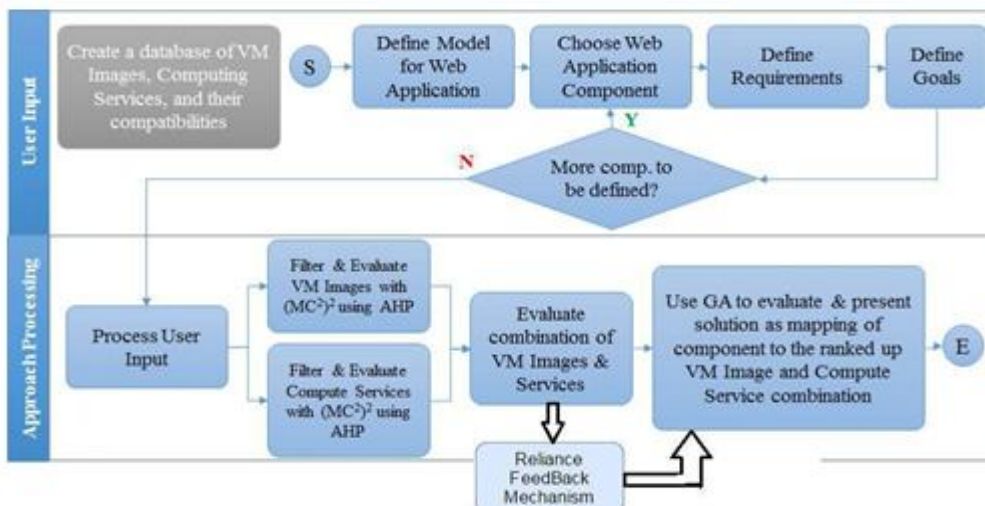 User Input
Create a database of VM
Images, Computing
Services, and their
compatibilities
S
Define Model
for Web
Application
Choose Web
Application
Component
Define
Requirements
Define
Goals
Y
N
More comp. to
be defined?
Approach Processing
Process User
Input
Filter & Evaluate
VM Images with
(MC²)² using AHP
Filter & Evaluate
Compute Services
with (MC²)² using
AHP
Evaluate
combination of
VM Images &
Services
Use GA to evaluate & present
solution as mapping of
component to the ranked up
VM Image and Compute
Service combination
E
Reliance
FeedBack
Mechanism